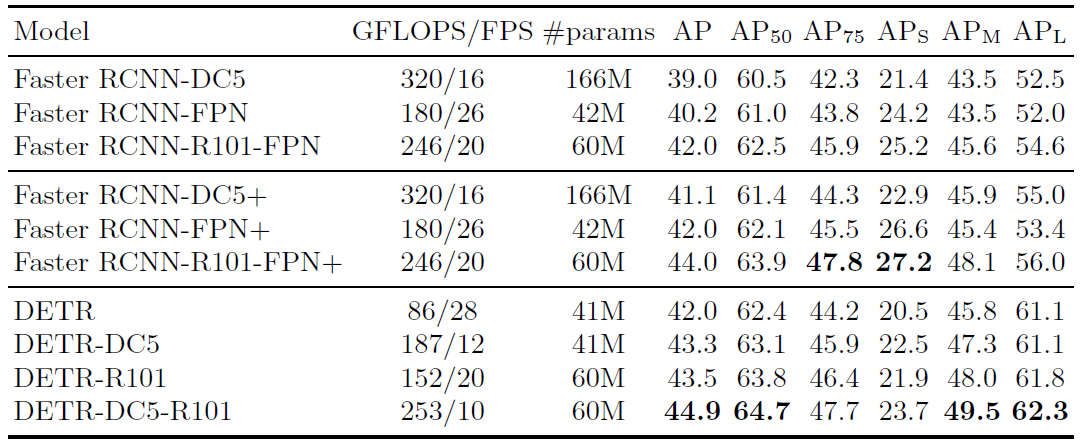 Model GFLOPS/FPS #params AP AP50 AP75 APS APM APL
Faster RCNN-DC5 320/16 166M 39.0 60.5 42.3 21.4 43.5 52.5
Faster RCNN-FPN 180/26 42M 40.2 61.0 43.8 24.2 43.5 52.0
Faster RCNN-R101-FPN 246/20 60M 42.0 62.5 45.9 25.2 45.6 54.6
Faster RCNN-DC5+ 320/16 166M 41.1 61.4 44.3 22.9 45.9 55.0
Faster RCNN-FPN+ 180/26 42M 42.0 62.1 45.5 26.6 45.4 53.4
Faster RCNN-R101-FPN+ 246/20 60M 44.0 63.9 47.8 27.2 48.1 56.0
DETR 86/28 41M 42.0 62.4 44.2 20.5 45.8 61.1
DETR-DC5 187/12 41M 43.3 63.1 45.9 22.5 47.3 61.1
DETR-R101 152/20 60M 43.5 63.8 46.4 21.9 48.0 61.8
DETR-DC5-R101 253/10 60M 44.9 64.7 47.7 23.7 49.5 62.3